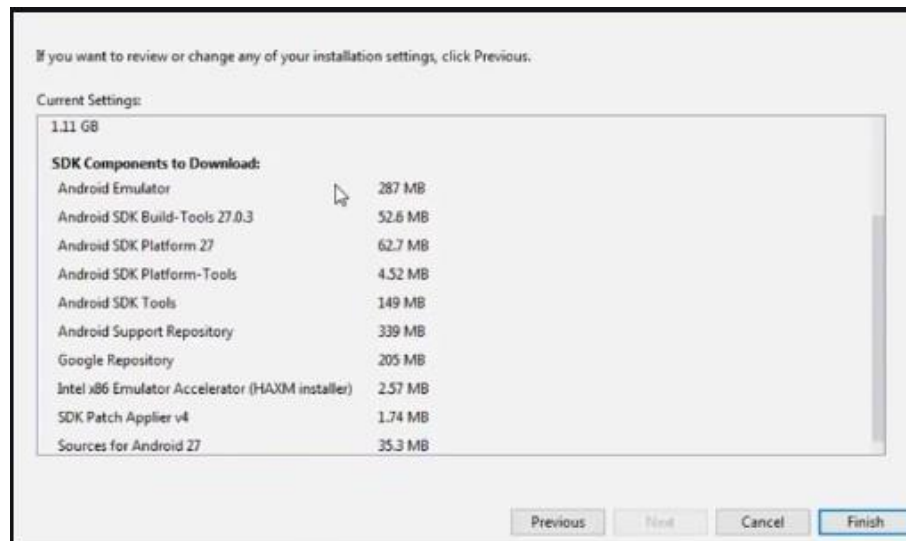 If you want to review or change any of your installation settings, click Previous.
Current Settings:
1.11 GB
SDK Components to Download:
Android Emulator 287 MB
Android SDK Build-Tools 27.0.3 52.6 MB
Android SDK Platform 27 62.7 MB
Android SDK Platform-Tools 4.52 MB
Android SDK Tools 149 MB
Android Support Repository 339 MB
Google Repository 205 MB
Intel x86 Emulator Accelerator (HAXM installer) 2.57 MB
SDK Patch Applier v4 1.74 MB
Sources for Android 27 35.3 MB
Previous Next Cancel Finish